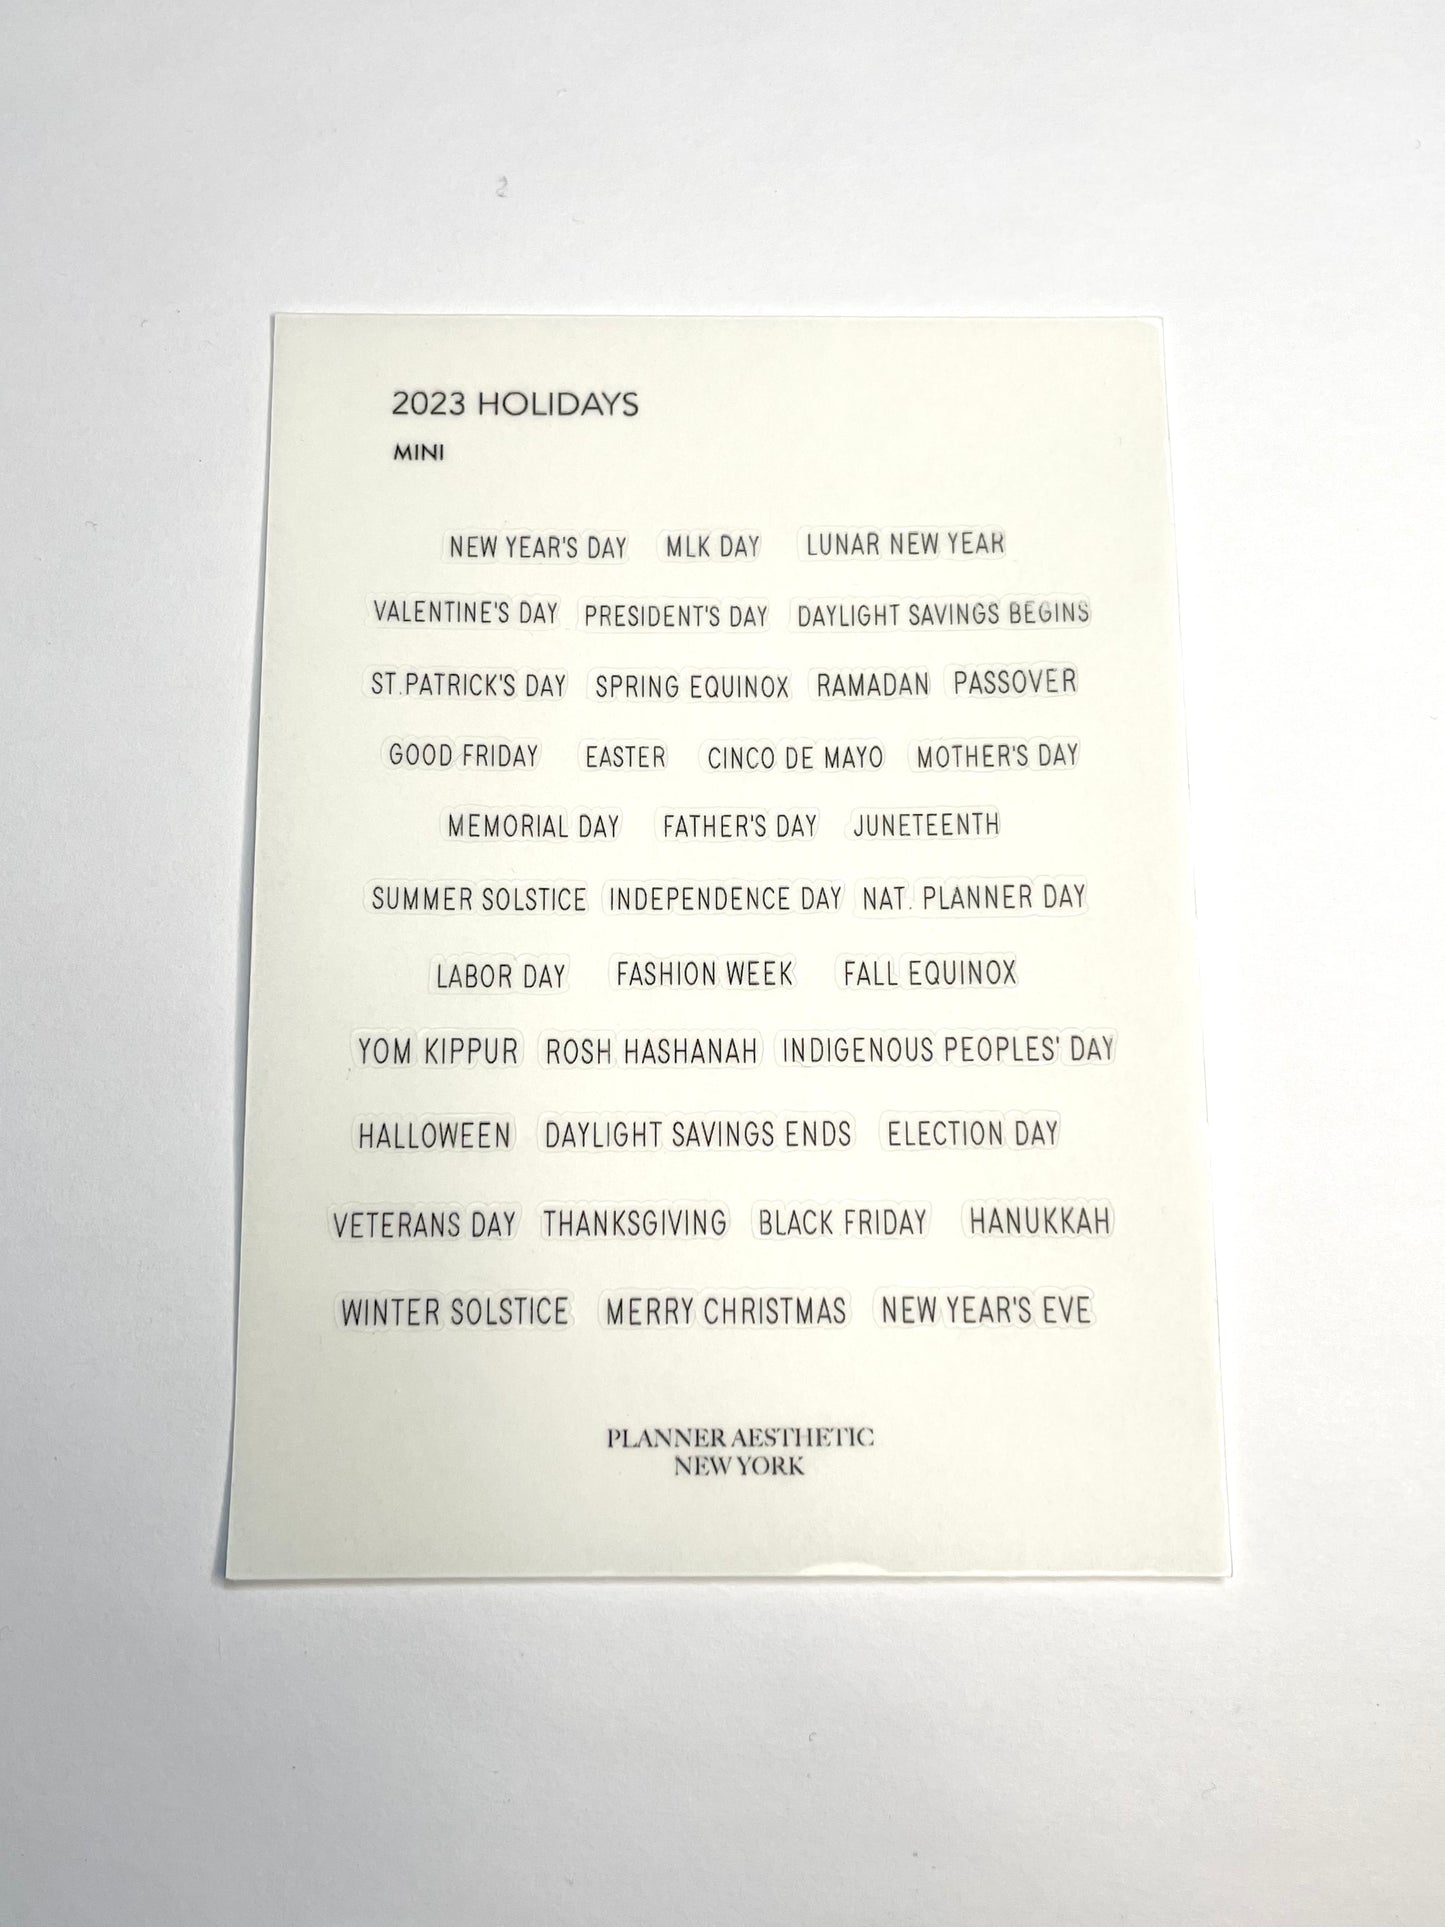 2023 HOLIDAYS
MINI
NEW YEAR'S DAY MLK DAY LUNAR NEW YEAR
VALENTINE'S DAY PRESIDENT'S DAY DAYLIGHT SAVINGS BEGINS
ST.PATRICK'S DAY SPRING EQUINOX RAMADAN PASSOVER
GOOD FRIDAY EASTER CINCO DE MAYO MOTHER'S DAY
MEMORIAL DAY FATHER'S DAY JUNETEENTH
SUMMER SOLSTICE INDEPENDENCE DAY NAT. PLANNER DAY
LABOR DAY FASHION WEEK FALL EQUINOX
YOM KIPPUR ROSH HASHANAH INDIGENOUS PEOPLES' DAY
HALLOWEEN DAYLIGHT SAVINGS ENDS ELECTION DAY
VETERANS DAY THANKSGIVING BLACK FRIDAY HANUKKAH
WINTER SOLSTICE MERRY CHRISTMAS NEW YEAR'S EVE
PLANNER AESTHETIC
NEW YORK